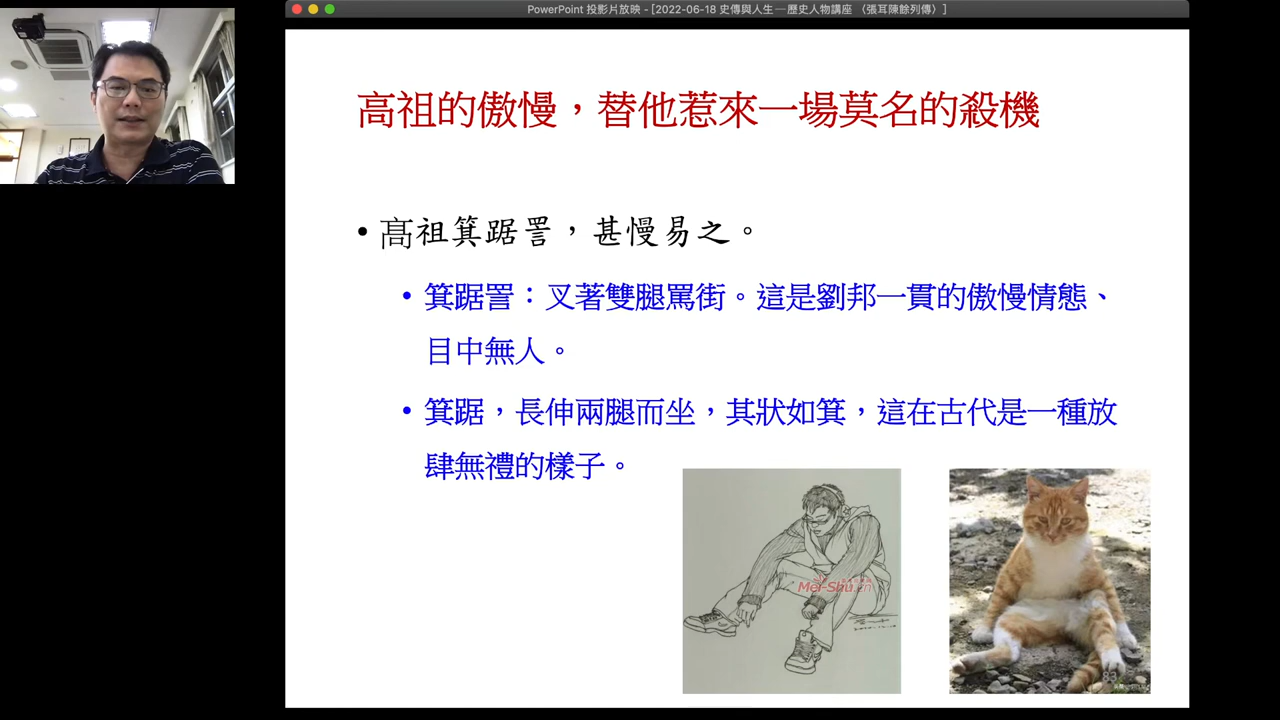 PowerPoint 投影片放映 - [2022-06-18 史傳與人生─歷史人物講座 〈張耳陳餘列傳〉]
高祖的傲慢，替他惹來一場莫名的殺機
• 髙祖箕踞詈，甚慢易之。
• 箕踞詈：叉著雙腿罵街。這是劉邦一貫的傲慢情態、
目中無人。
• 箕踞，長伸兩腿而坐，其狀如箕，這在古代是一種放
肆無禮的樣子。
Mei-Shu.cn